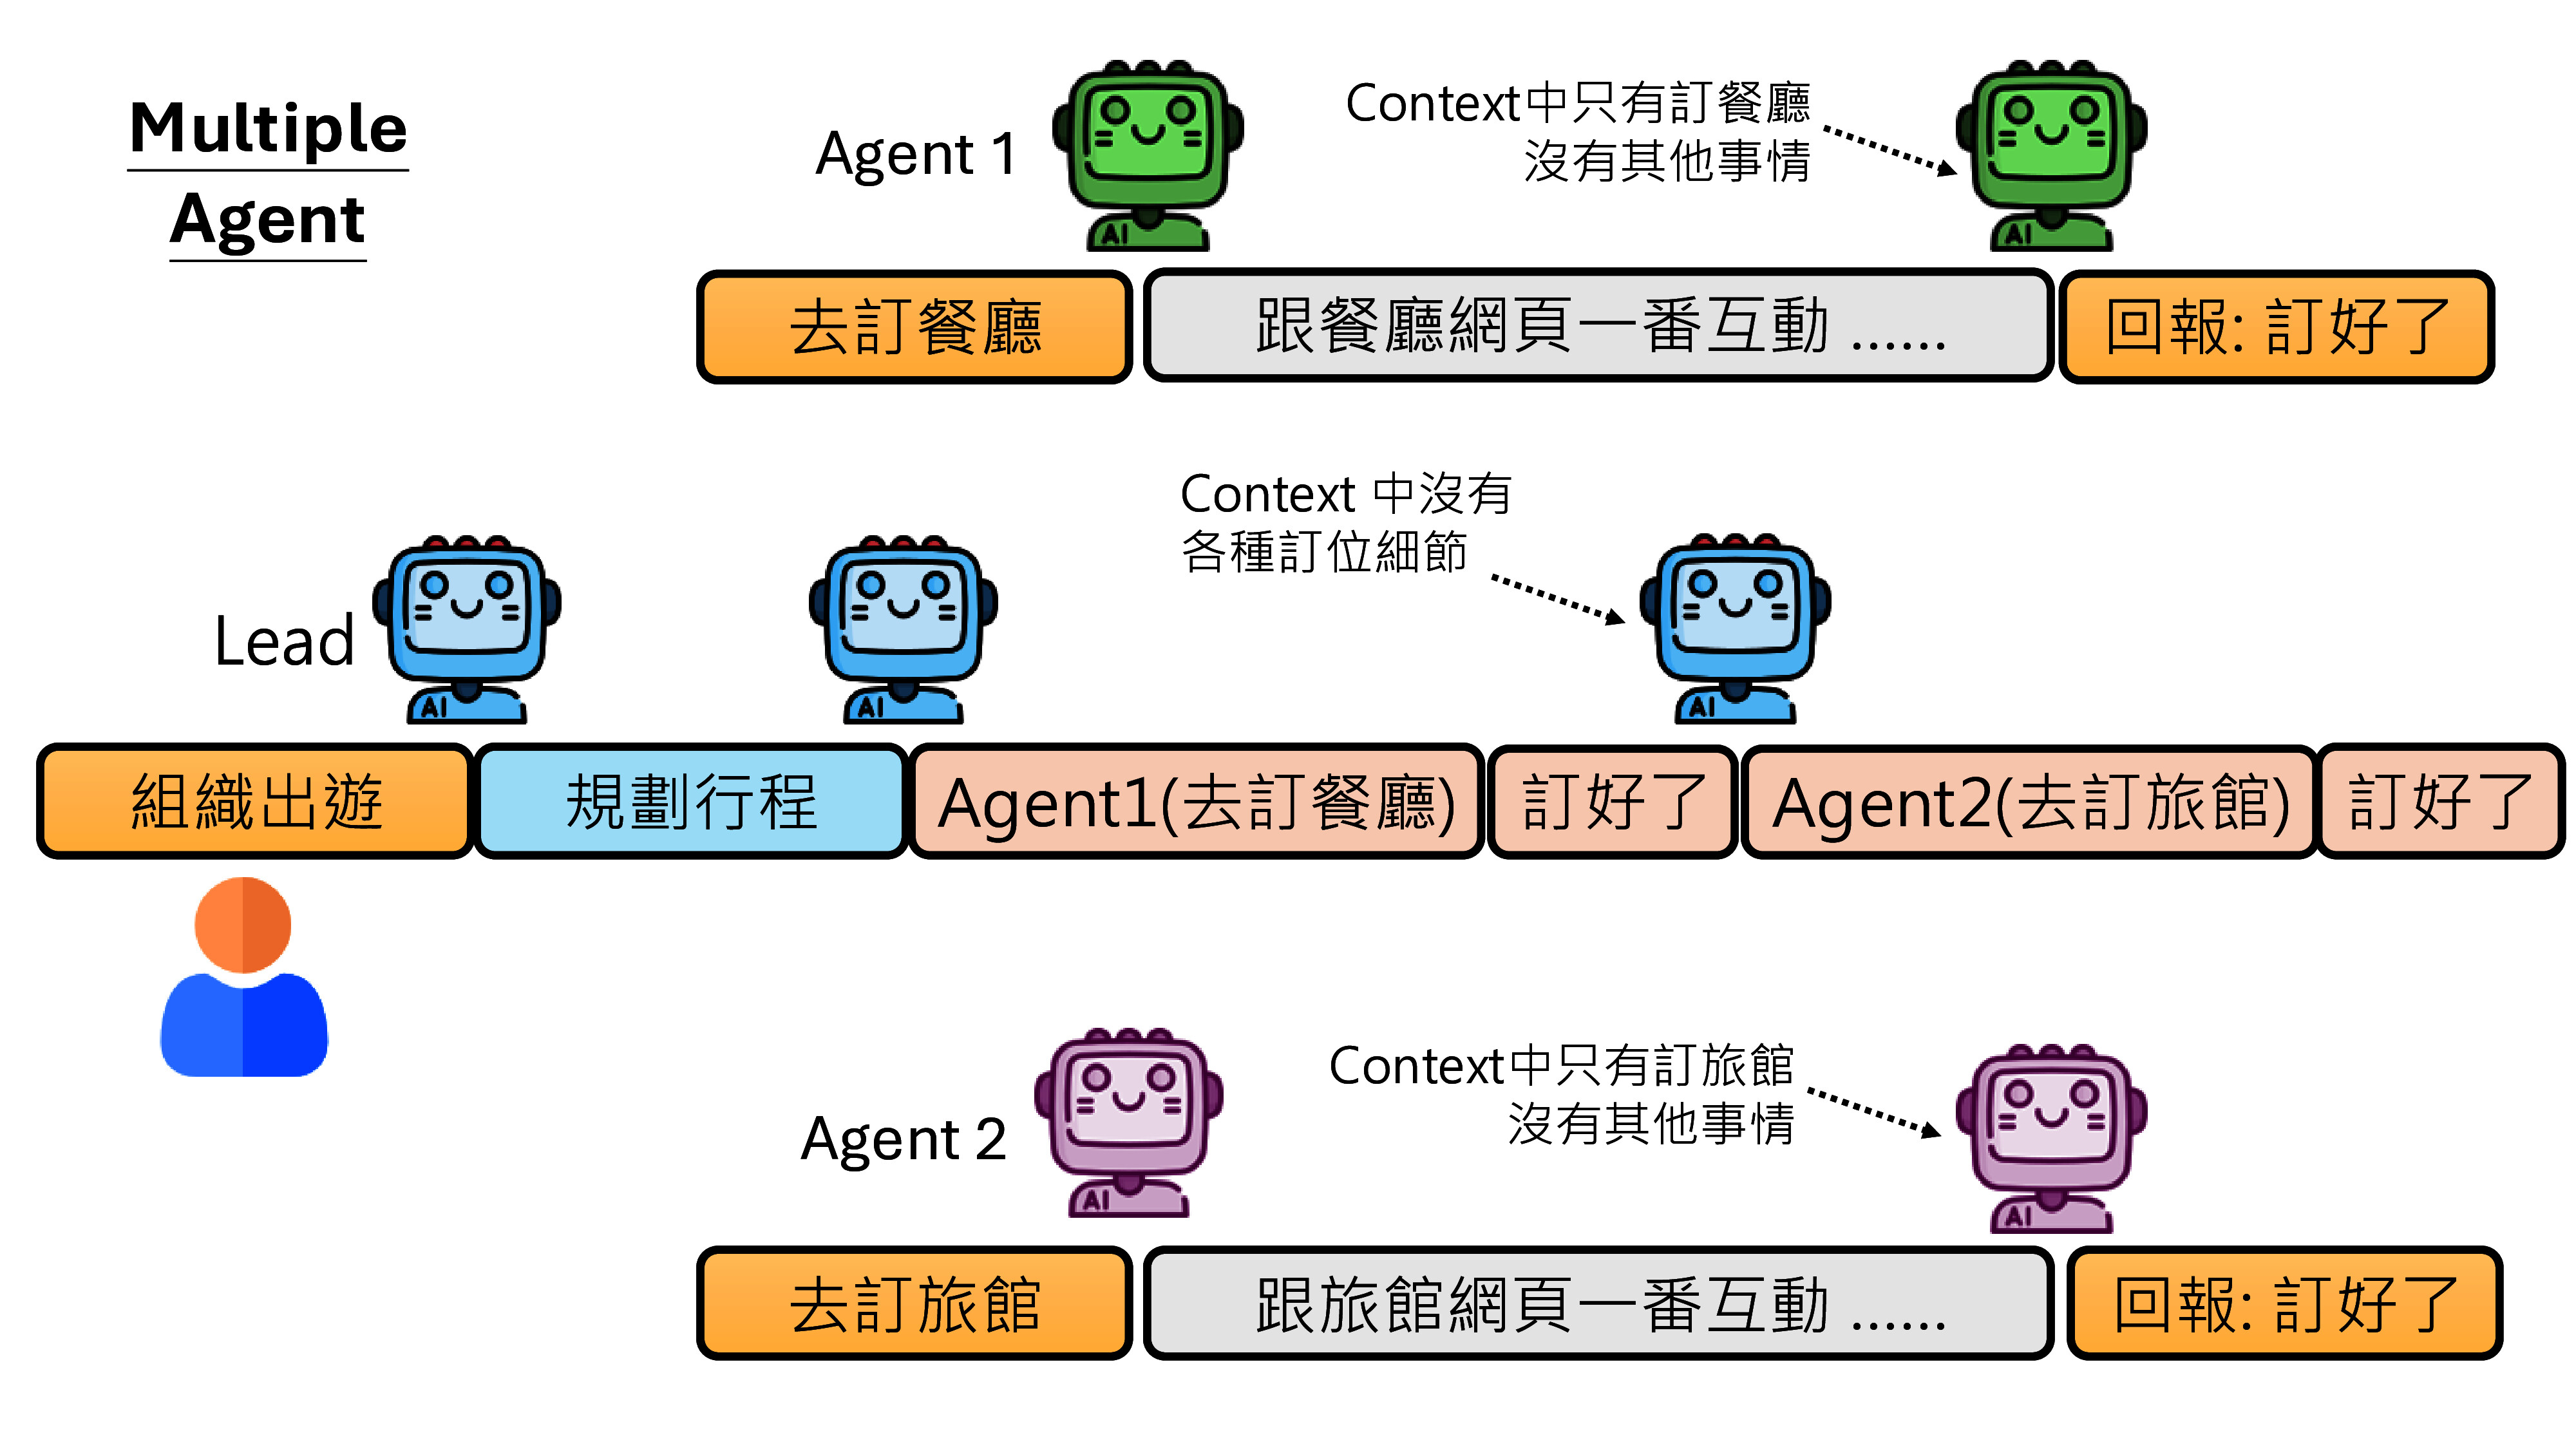 Multiple
Agent
Agent 1
Context中只有訂餐廳
沒有其他事情
AI
AI
去訂餐廳
跟餐廳網頁一番互動 ......
回報: 訂好了
Context 中沒有
各種訂位細節
Lead
AI
AI
AI
組織出遊
規劃行程
Agent1(去訂餐廳)
訂好了
Agent2(去訂旅館)
訂好了
Agent 2
Context中只有訂旅館
沒有其他事情
AI
AI
去訂旅館
跟旅館網頁一番互動 ......
回報: 訂好了